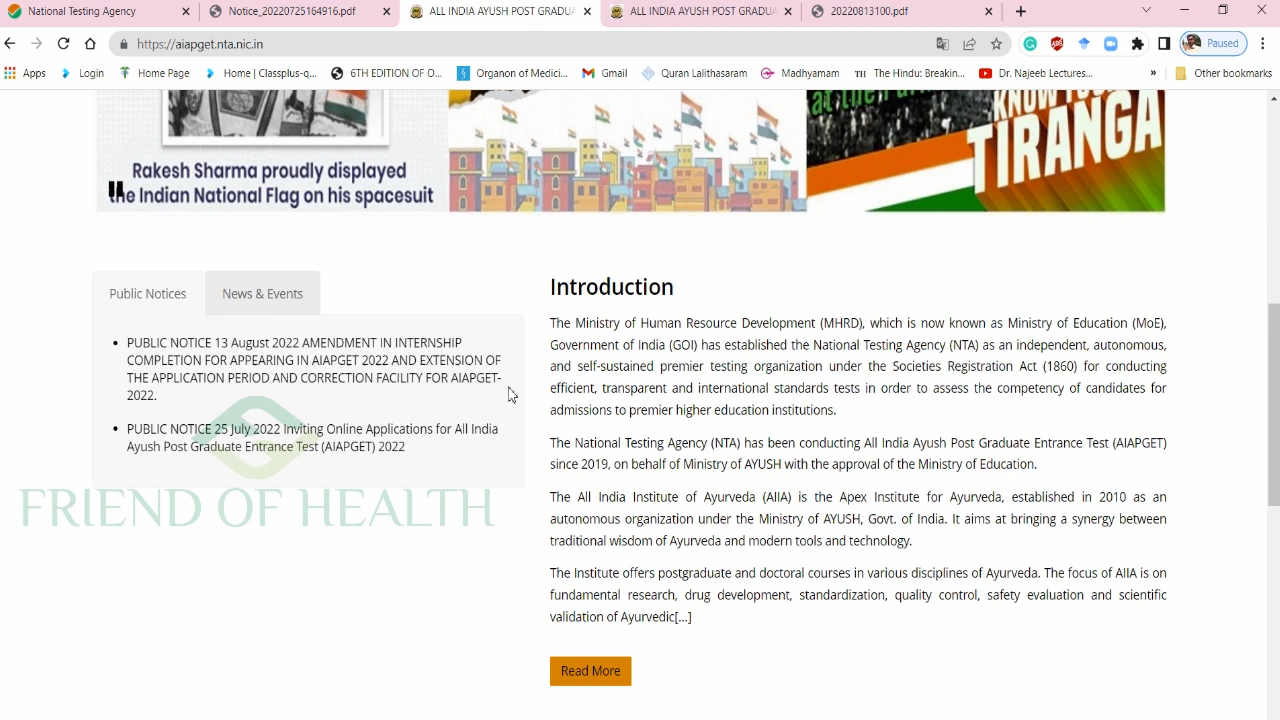 National Testing Agency
Notice_20220725164916.pdf
ALL INDIA AYUSH POST GRADUA
ALL INDIA AYUSH POST GRADUA
20220813100.pdf
https://aiapget.nta.nic.in
Paused
Apps
Login
Home Page
Home | Classplus-q...
6TH EDITION OF O...
Organon of Medici...
Gmail
Quran Lalithasaram
Madhyamam
TH The Hindu: Breakin...
Dr. Najeeb Lectures...
»
Other bookmarks
Rakesh Sharma proudly displayed
the Indian National Flag on his spacesuit
at their
KNOW
TIRANGA
Public Notices
News & Events
PUBLIC NOTICE 13 August 2022 AMENDMENT IN INTERNSHIP
COMPLETION FOR APPEARING IN AIAPGET 2022 AND EXTENSION OF
THE APPLICATION PERIOD AND CORRECTION FACILITY FOR AIAPGET-
2022.
PUBLIC NOTICE 25 July 2022 Inviting Online Applications for All India
Ayush Post Graduate Entrance Test (AIAPGET) 2022
FRIEND OF HEALTH
Introduction
The Ministry of Human Resource Development (MHRD), which is now known as Ministry of Education (MoE),
Government of India (GOI) has established the National Testing Agency (NTA) as an independent, autonomous,
and self-sustained premier testing organization under the Societies Registration Act (1860) for conducting
efficient, transparent and international standards tests in order to assess the competency of candidates for
admissions to premier higher education institutions.
The National Testing Agency (NTA) has been conducting All India Ayush Post Graduate Entrance Test (AIAPGET)
since 2019, on behalf of Ministry of AYUSH with the approval of the Ministry of Education.
The All India Institute of Ayurveda (AIIA) is the Apex Institute for Ayurveda, established in 2010 as an
autonomous organization under the Ministry of AYUSH, Govt. of India. It aims at bringing a synergy between
traditional wisdom of Ayurveda and modern tools and technology.
The Institute offers postgraduate and doctoral courses in various disciplines of Ayurveda. The focus of AIIA is on
fundamental research, drug development, standardization, quality control, safety evaluation and scientific
validation of Ayurvedic[...]
Read More